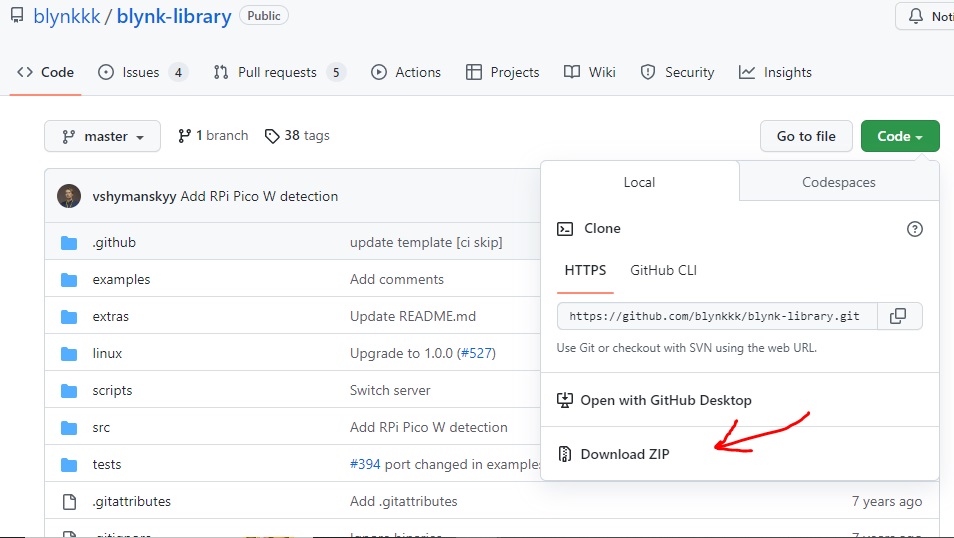 blynkkk / blynk-library Public
Noti
Code Issues 4 Pull requests 5 Actions Projects Wiki Security Insights
master 1 branch 38 tags Go to file Code
Local Codespaces
vshymanskyy Add RPi Pico W detection
Clone
.github update template [ci skip]
HTTPS GitHub CLI
examples Add comments
extras Update README.md
https://github.com/blynkkk/blynk-library.git
linux Upgrade to 1.0.0 (#527)
Use Git or checkout with SVN using the web URL.
scripts Switch server
Open with GitHub Desktop
src Add RPi Pico W detection
Download ZIP
tests #394 port changed in examples
.gitattributes Add .gitattributes 7 years ago